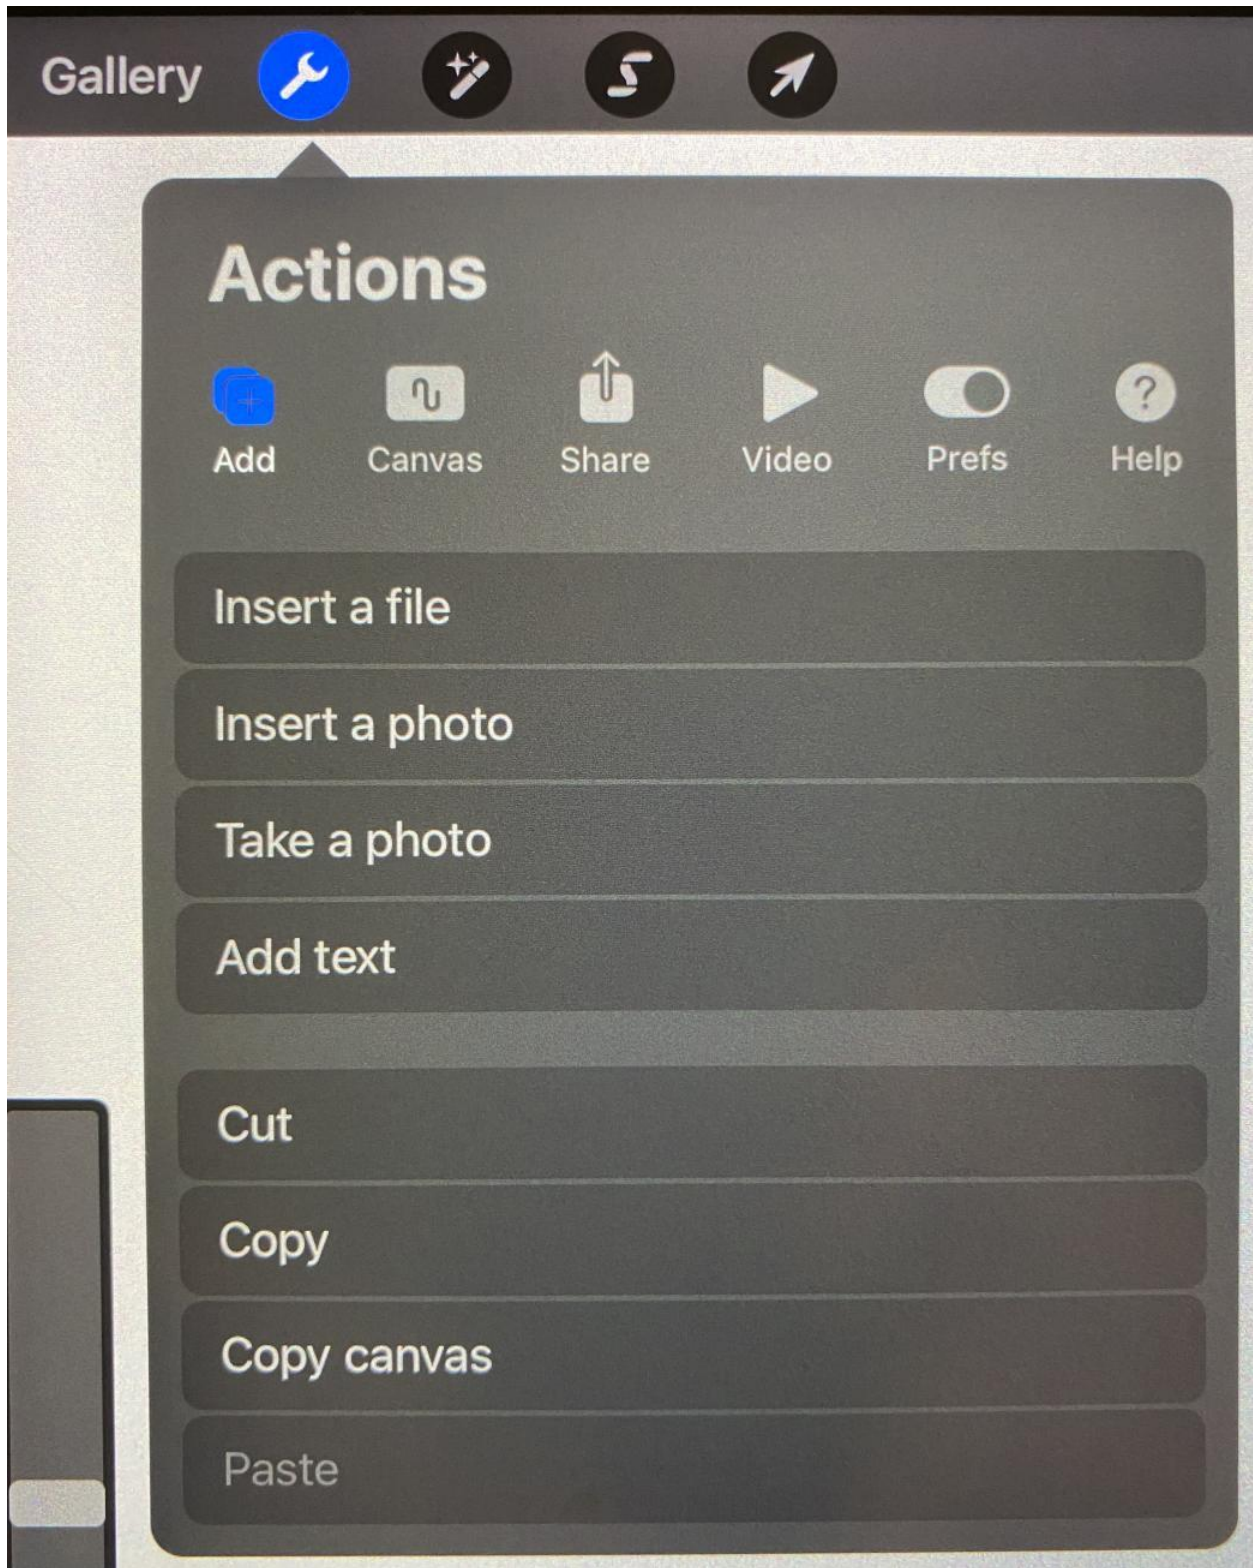 Gallery
Actions
Add Canvas Share Video Prefs Help
Insert a file
Insert a photo
Take a photo
Add text
Cut
Copy
Copy canvas
Paste